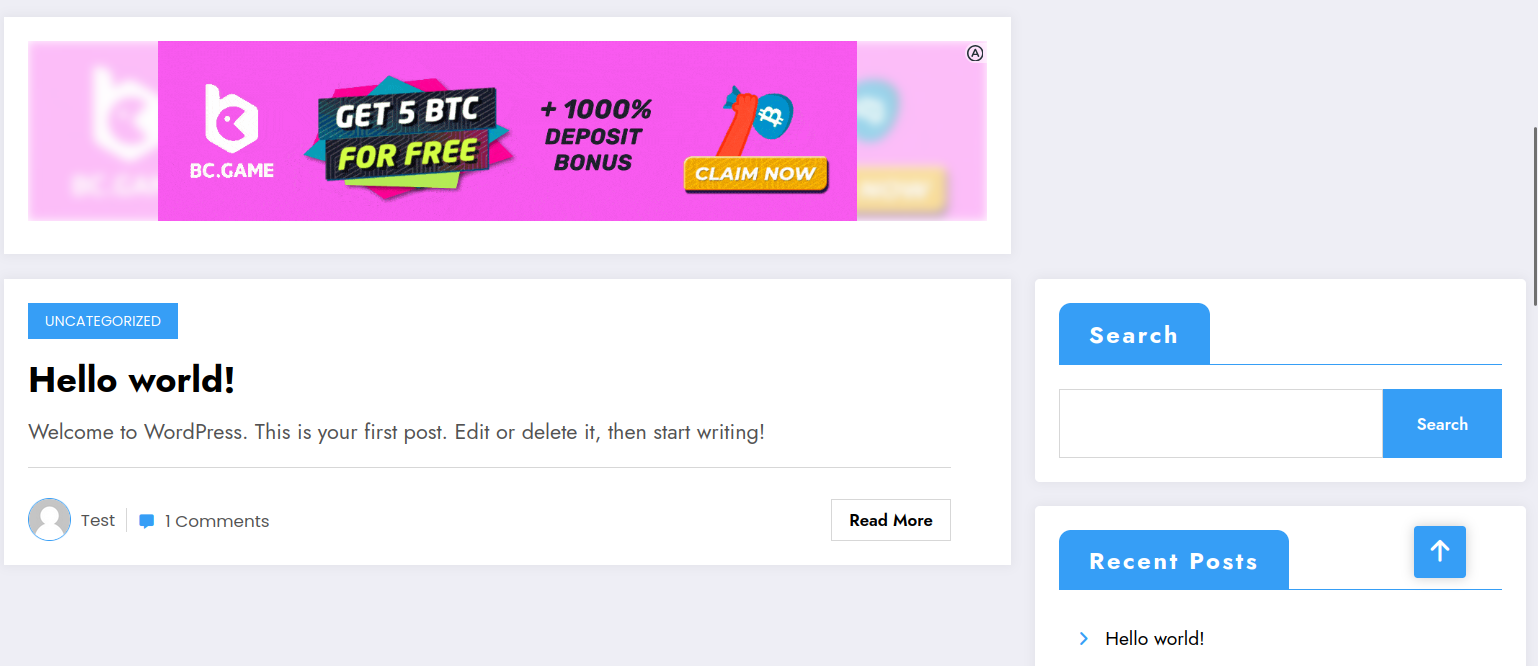 BC.GAME
GET 5 BTC
FOR FREE
+ 1000%
DEPOSIT
BONUS
CLAIM NOW
A
UNCATEGORIZED
Hello world!
Welcome to WordPress. This is your first post. Edit or delete it, then start writing!
Test
1 Comments
Read More
Search
Search
Recent Posts
Hello world!